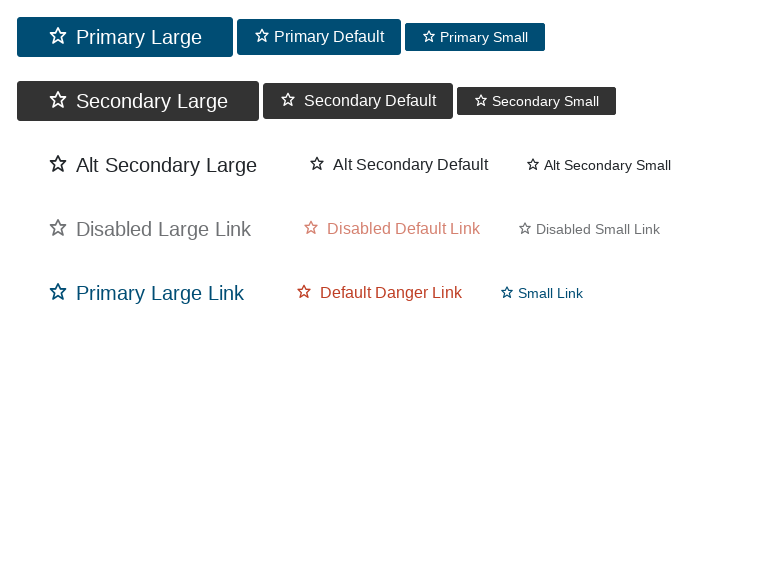 Primary Large Primary Default Primary Small
Secondary Large Secondary Default Secondary Small
Alt Secondary Large Alt Secondary Default Alt Secondary Small
Disabled Large Link Disabled Default Link Disabled Small Link
Primary Large Link Default Danger Link Small Link